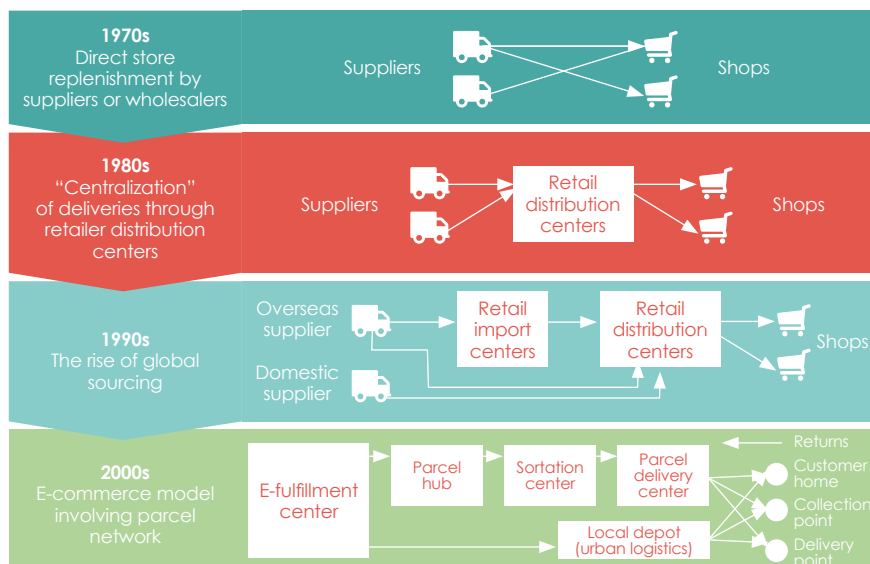 1970s
Direct store
replenishment by
suppliers or wholesalers
Suppliers
Shops
1980s
“Centralization”
of deliveries through
retailer distribution
centers
Suppliers
Retail
distribution
centers
Shops
1990s
The rise of global
sourcing
Overseas
supplier
Domestic
supplier
Retail
import
centers
Retail
distribution
centers
Shops
2000s
E-commerce model
involving parcel
network
E-fulfillment
center
Parcel
hub
Sortation
center
Parcel
delivery
center
Local depot
(urban logistics)
Returns
Customer
home
Collection
point
Delivery
point